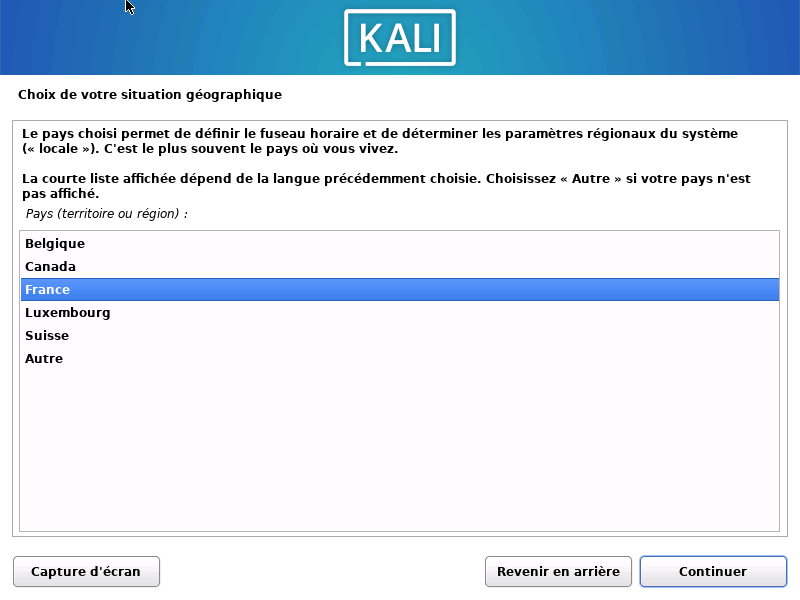 KALI
Choix de votre situation géographique
Le pays choisi permet de définir le fuseau horaire et de déterminer les paramètres régionaux du système
(« locale »). C'est le plus souvent le pays où vous vivez.
La courte liste affichée dépend de la langue précédemment choisie. Choisissez « Autre » si votre pays n'est
pas affiché.
Pays (territoire ou région) :
Belgique
Canada
France
Luxembourg
Suisse
Autre
Capture d'écran
Revenir en arrière
Continuer